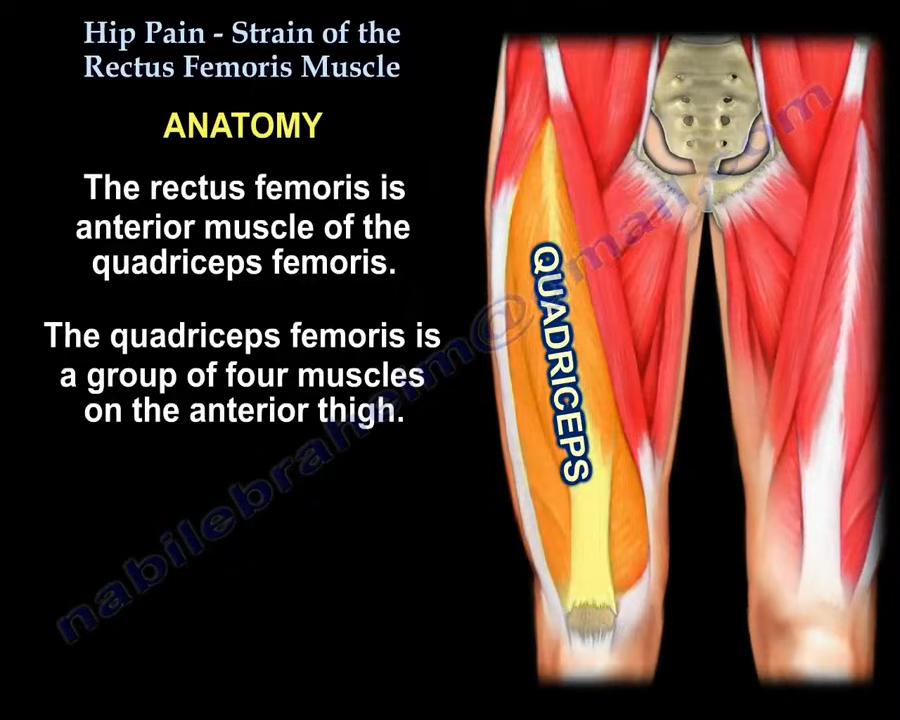 Hip Pain - Strain of the
Rectus Femoris Muscle
ANATOMY
The rectus femoris is
anterior muscle of the
quadriceps femoris.
The quadriceps femoris is
a group of four muscles
on the anterior thigh.
QUADRICEPS